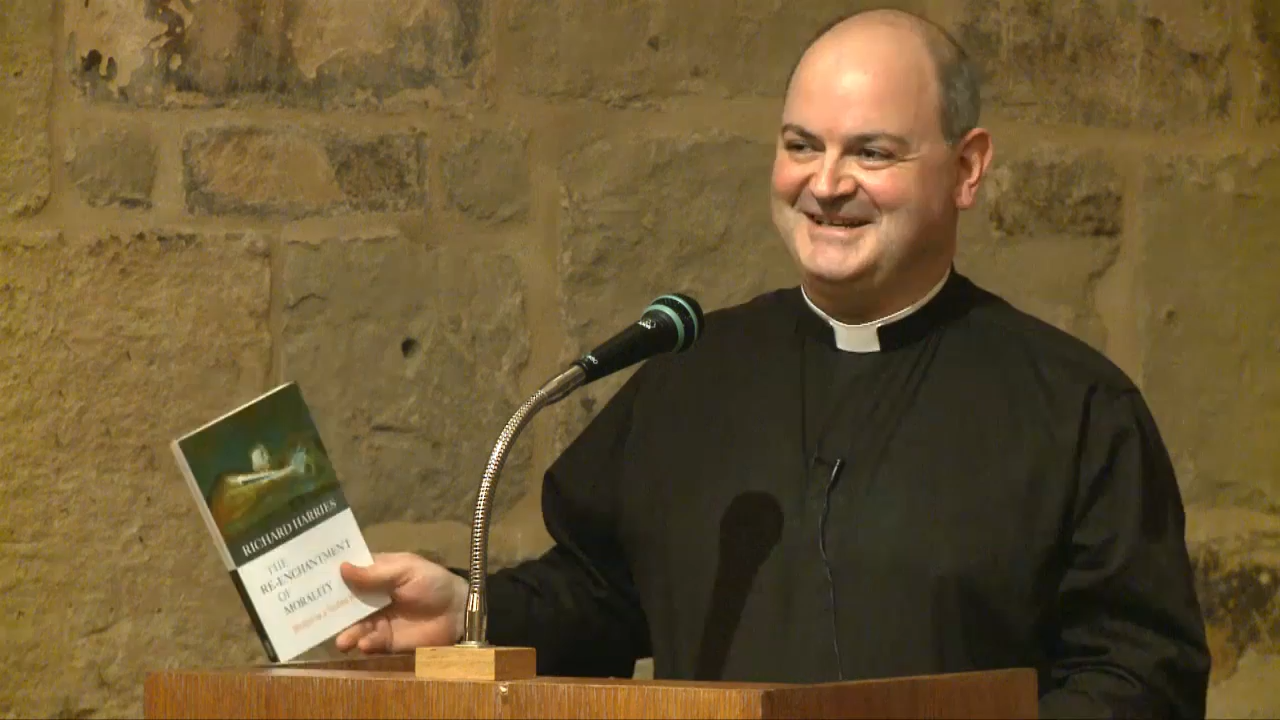 RICHARD HARRIES
THE
RE-ENCHANTMENT
OF
MORALITY